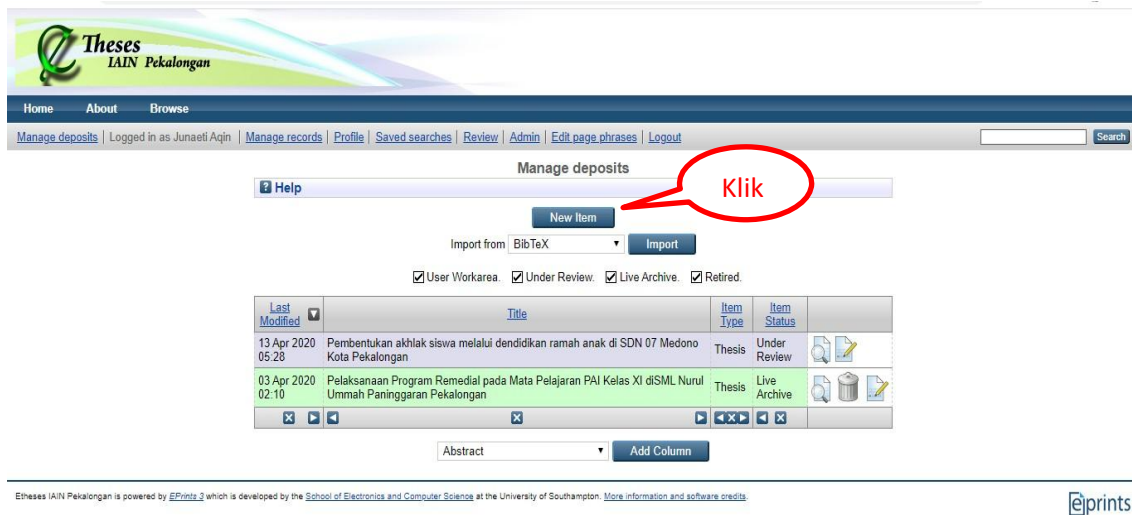 Theses
IAIN Pekalongan
Home About Browse
Manage deposits | Logged in as Junaeti Aqin | Manage records | Profile | Saved searches | Review | Admin | Edit page phrases | Logout
Search
Manage deposits
? Help
Klik
New Item
Import from BibTeX Import
User Workarea. Under Review. Live Archive. Retired.
Last Modified Title Item Type Item Status
13 Apr 2020 05:28 Pembentukan akhlak siswa melalui dendidikan ramah anak di SDN 07 Medono Kota Pekalongan Thesis Under Review
03 Apr 2020 02:10 Pelaksanaan Program Remedial pada Mata Pelajaran PAI Kelas XI diSML Nurul Ummah Paninggaran Pekalongan Thesis Live Archive
Abstract Add Column
Etheses IAIN Pekalongan is powered by EPrints 3 which is developed by the School of Electronics and Computer Science at the University of Southampton. More information and software credits.
eprints